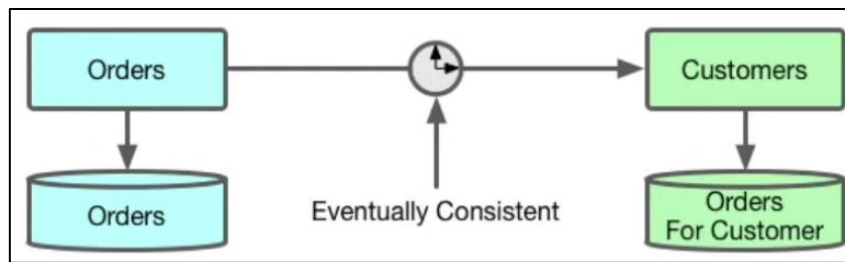 Orders
Customers
Orders
Eventually Consistent
Orders
For Customer